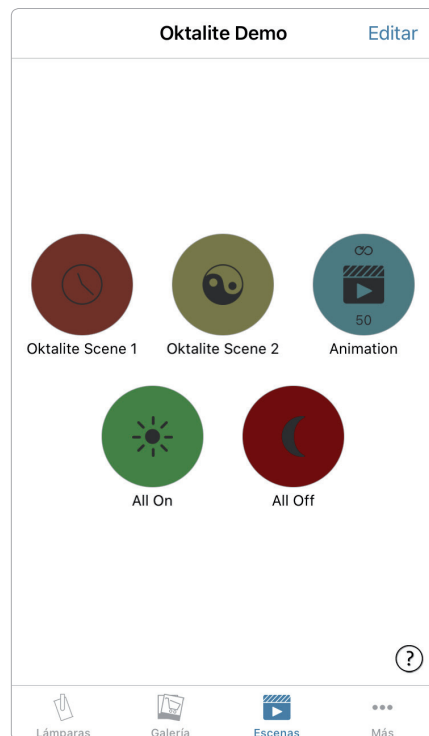 Oktalite Demo
Editar
50
Oktalite Scene 1
Oktalite Scene 2
Animation
All On
All Off
?
Lámparas
Galería
Escenas
Más